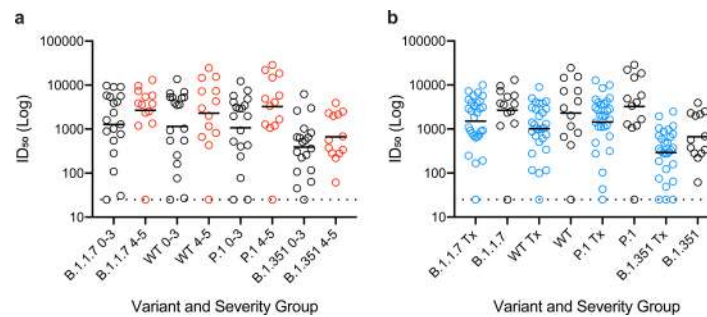 a
ID50 (Log)
100000
10000
1000
100
10
B.1.1.7 0-3
B.1.1.7 4-5
WT 0-3
WT 4-5
P.1 0-3
P.1 4-5
B.1.351 0-3
B.1.351 4-5
Variant and Severity Group
b
ID50 (Log)
100000
10000
1000
100
10
B.1.1.7 Tx
B.1.1.7
WT Tx
WT
P.1 Tx
P.1
B.1.351 Tx
B.1.351
Variant and Severity Group